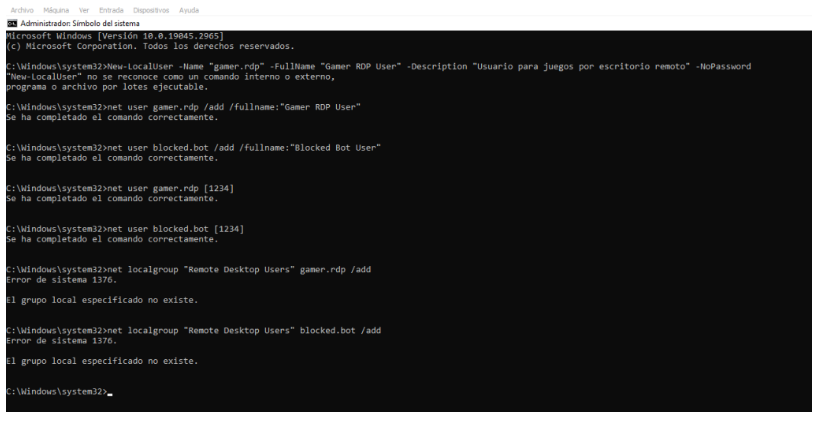 Archivo Máquina Ver Entrada Dispositivos Ayuda
Administrador: Símbolo del sistema
Microsoft Windows [Versión 10.0.19045.2965]
(c) Microsoft Corporation. Todos los derechos reservados.
C:\Windows\system32>New-LocalUser -Name "gamer.rdp" -FullName "Gamer RDP User" -Description "Usuario para juegos por escritorio remoto" -NoPassword
"New-LocalUser" no se reconoce como un comando interno o externo,
programa o archivo por lotes ejecutable.
C:\Windows\system32>net user gamer.rdp /add /fullname:"Gamer RDP User"
Se ha completado el comando correctamente.
C:\Windows\system32>net user blocked.bot /add /fullname:"Blocked Bot User"
Se ha completado el comando correctamente.
C:\Windows\system32>net user gamer.rdp [1234]
Se ha completado el comando correctamente.
C:\Windows\system32>net user blocked.bot [1234]
Se ha completado el comando correctamente.
C:\Windows\system32>net localgroup "Remote Desktop Users" gamer.rdp /add
Error de sistema 1376.
El grupo local especificado no existe.
C:\Windows\system32>net localgroup "Remote Desktop Users" blocked.bot /add
Error de sistema 1376.
El grupo local especificado no existe.
C:\Windows\system32>_